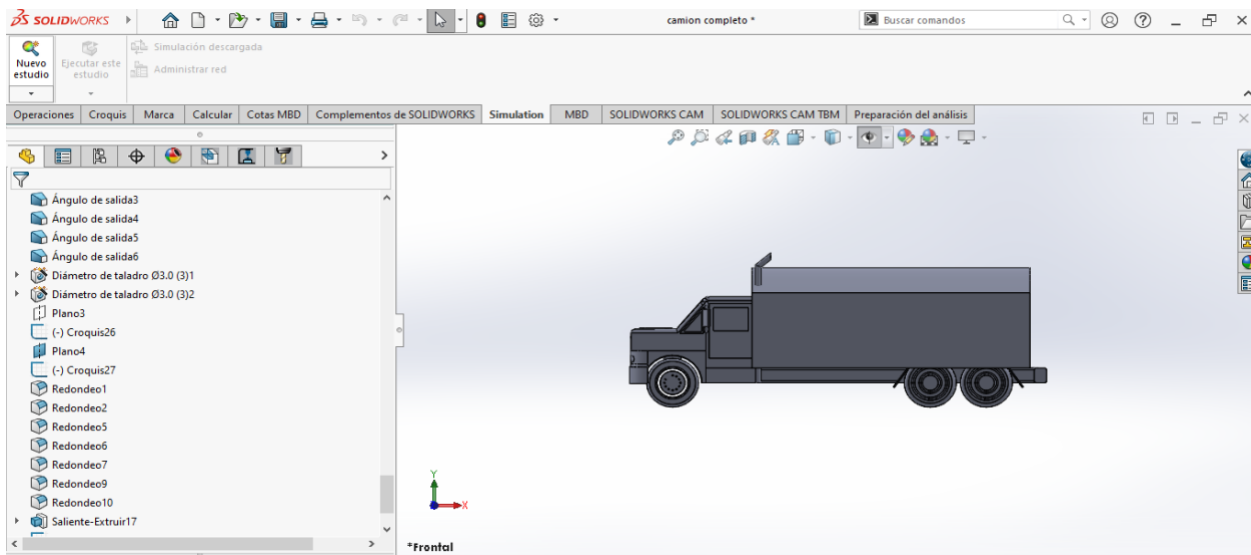 SOLIDWORKS
camion completo *
Buscar comandos
Nuevo estudio
Ejecutar este estudio
Simulación descargada
Administrar red
Operaciones
Croquis
Marca
Calcular
Cotas MBD
Complementos de SOLIDWORKS
Simulation
MBD
SOLIDWORKS CAM
SOLIDWORKS CAM TBM
Preparación del análisis
Ángulo de salida3
Ángulo de salida4
Ángulo de salida5
Ángulo de salida6
Diámetro de taladro Ø3.0 (3)1
Diámetro de taladro Ø3.0 (3)2
Plano3
(-) Croquis26
Plano4
(-) Croquis27
Redondeo1
Redondeo2
Redondeo5
Redondeo6
Redondeo7
Redondeo9
Redondeo10
Saliente-Extruir17
Y
X
*Frontal